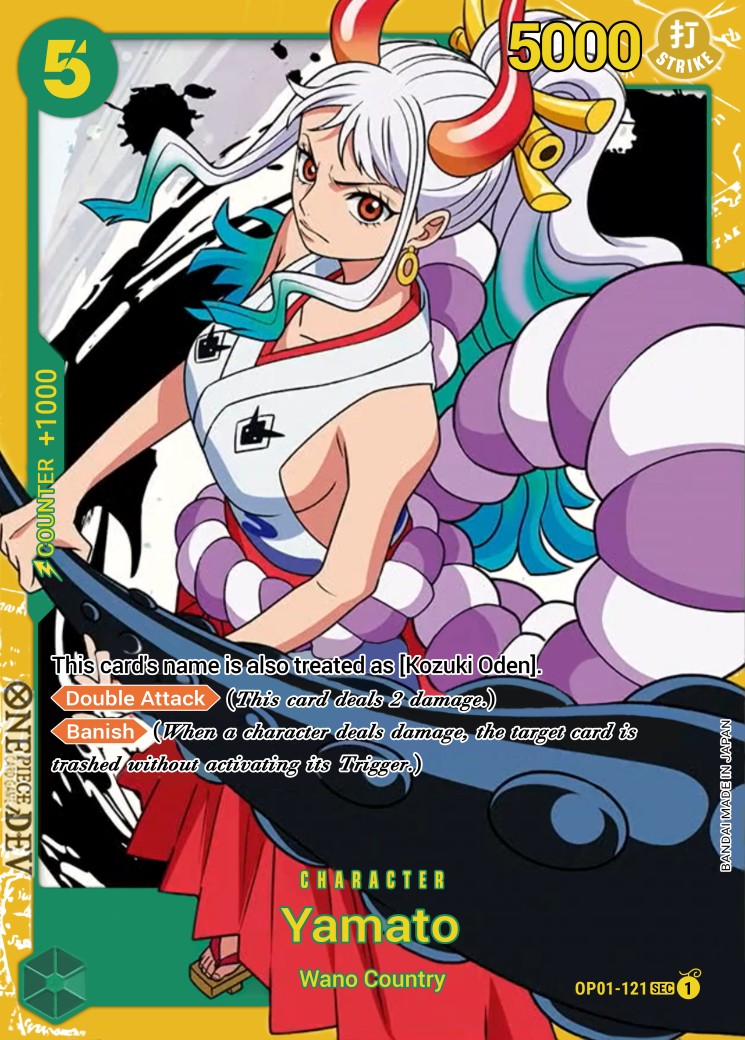 5
5000
打
STRIKE
COUNTER +1000
This card's name is also treated as [Kozuki Oden].
Double Attack (This card deals 2 damage.)
Banish (When a character deals damage, the target card is
trashed without activating its Trigger.)
ONE PIECE DEV
BANDAI MADE IN JAPAN
CHARACTER
Yamato
Wano Country
OP01-121 SEC 1